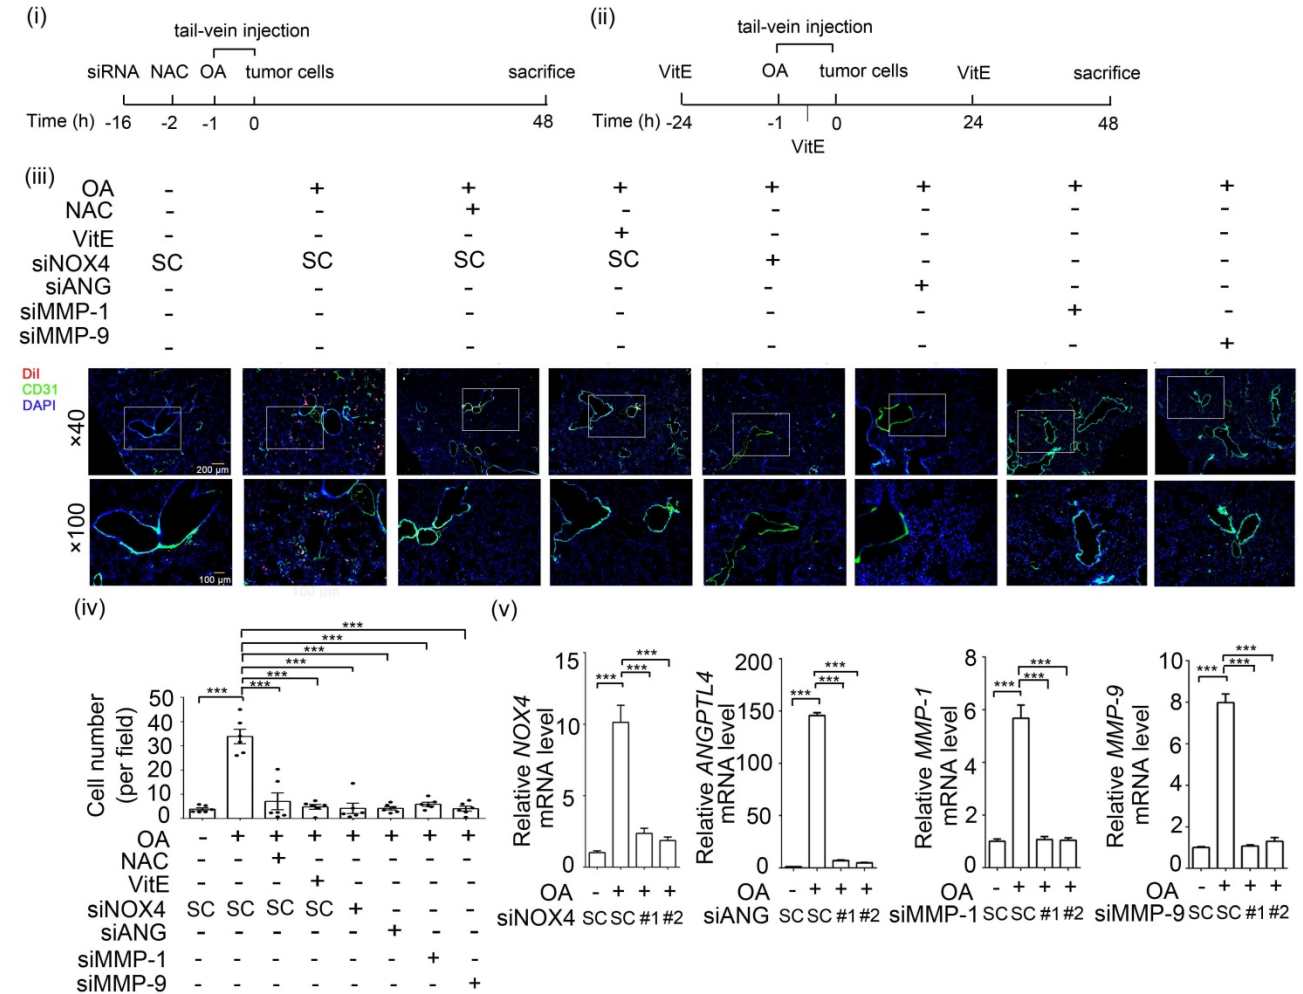 (i)
tail-vein injection
siRNA NAC OA tumor cells sacrifice
Time (h) -16 -2 -1 0 48
(ii)
tail-vein injection
VitE OA tumor cells VitE sacrifice
Time (h) -24 -1 0 24 48
VitE
(iii)
OA - + + + + + + +
NAC - - + - - - - -
VitE - - - + - - - -
siNOX4 SC SC SC SC + - - -
siANG - - - - - + - -
siMMP-1 - - - - - - + -
siMMP-9 - - - - - - - +
DiI
CD31
DAPI
×40
200 µm
×100
100 µm
100 µm
(iv)
*** *** *** *** *** *** ***
Cell number
(per field)
50
40
30
20
10
0
OA - + + + + + + +
NAC - - + - - - - -
VitE - - - + - - - -
siNOX4 SC SC SC SC + - - -
siANG - - - - - + - -
siMMP-1 - - - - - - + -
siMMP-9 - - - - - - - +
(v)
Relative NOX4
mRNA level
15
10
5
0
*** *** ***
OA - + + +
siNOX4 SC SC #1 #2
Relative ANGPTL4
mRNA level
200
150
100
50
0
*** *** ***
OA - + + +
siANG SC SC #1 #2
Relative MMP-1
mRNA level
8
6
4
2
0
*** *** ***
OA - + + +
siMMP-1 SC SC #1 #2
Relative MMP-9
mRNA level
10
8
6
4
2
0
*** *** ***
OA - + + +
siMMP-9 SC SC #1 #2